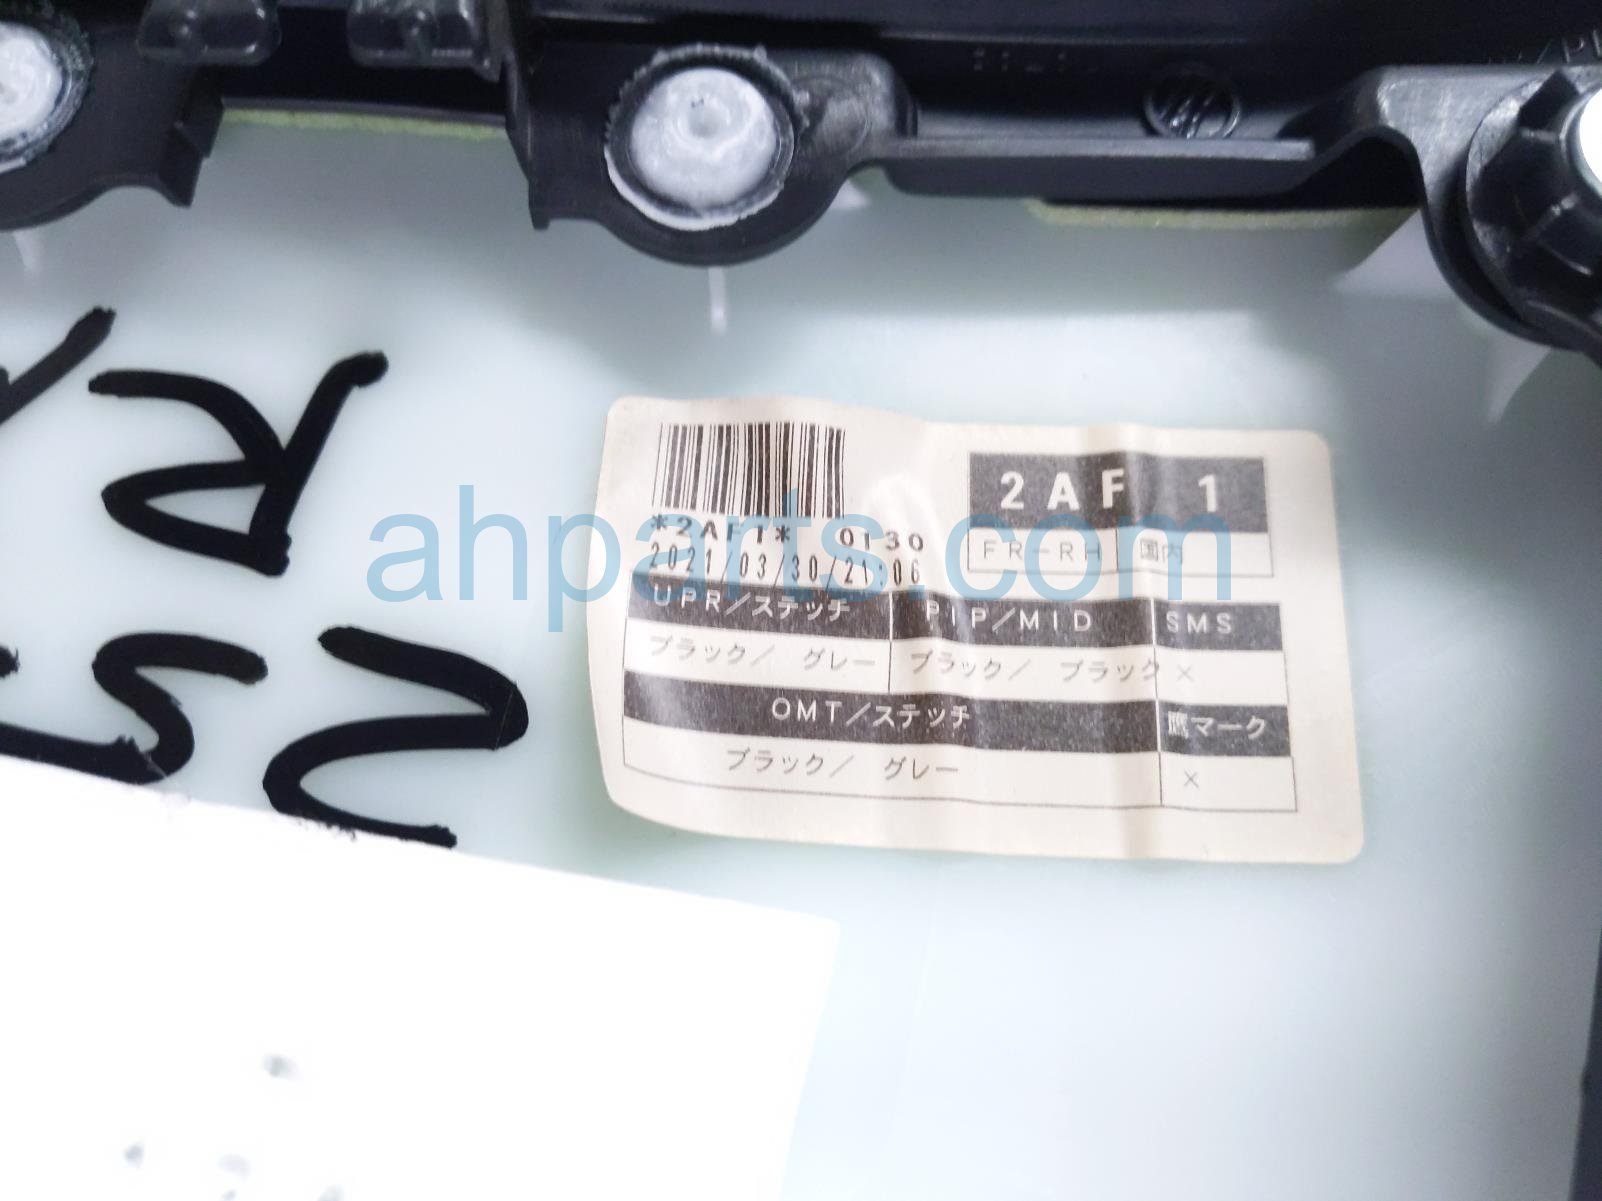 *2AF1* 0130
2021/03/30/21:06
2AF 1
FR-RH 国内
UPR/ステッチ PIP/MID SMS
ブラック/ グレー ブラック/ ブラック ×
OMT/ステッチ 鷹マーク
ブラック/ グレー ×
ahparts.com